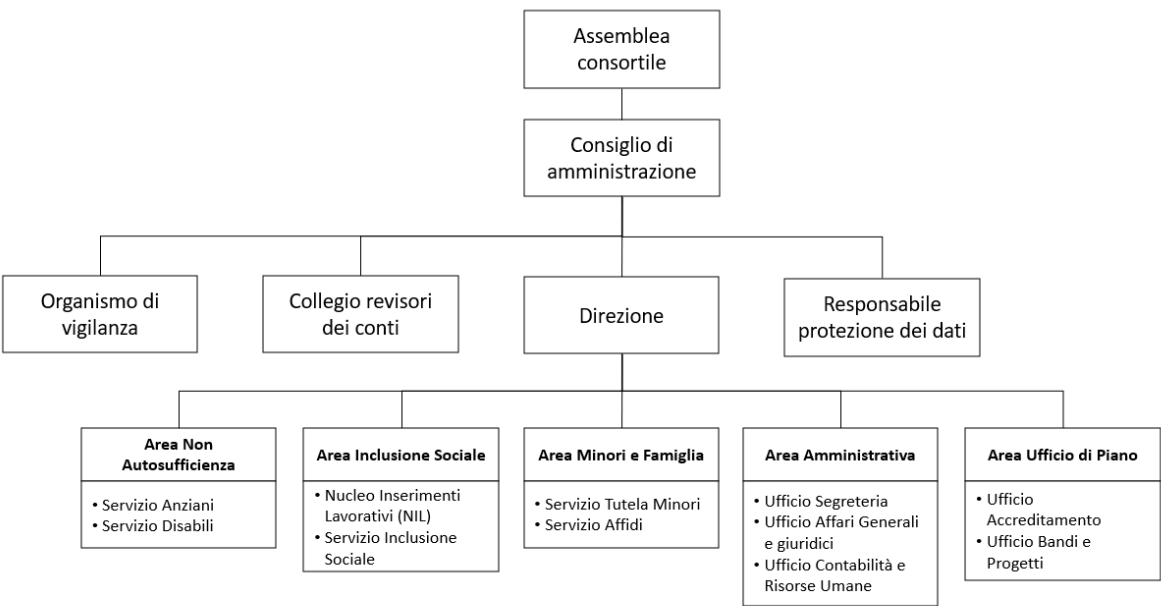 Assemblea
consortile
Consiglio di
amministrazione
Organismo di
vigilanza
Collegio revisori
dei conti
Direzione
Responsabile
protezione dei dati
Area Non
Autosufficienza
• Servizio Anziani
• Servizio Disabili
Area Inclusione Sociale
• Nucleo Inserimenti
Lavorativi (NIL)
• Servizio Inclusione
Sociale
Area Minori e Famiglia
• Servizio Tutela Minori
• Servizio Affidi
Area Amministrativa
• Ufficio Segreteria
• Ufficio Affari Generali
e giuridici
• Ufficio Contabilità e
Risorse Umane
Area Ufficio di Piano
• Ufficio
Accreditamento
• Ufficio Bandi e
Progetti